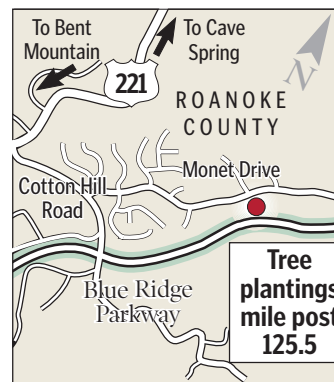 To Bent
Mountain
To Cave
Spring
N
221
ROANOKE
COUNTY
Monet Drive
Cotton Hill
Road
Blue Ridge
Parkway
Tree
plantings
mile post
125.5